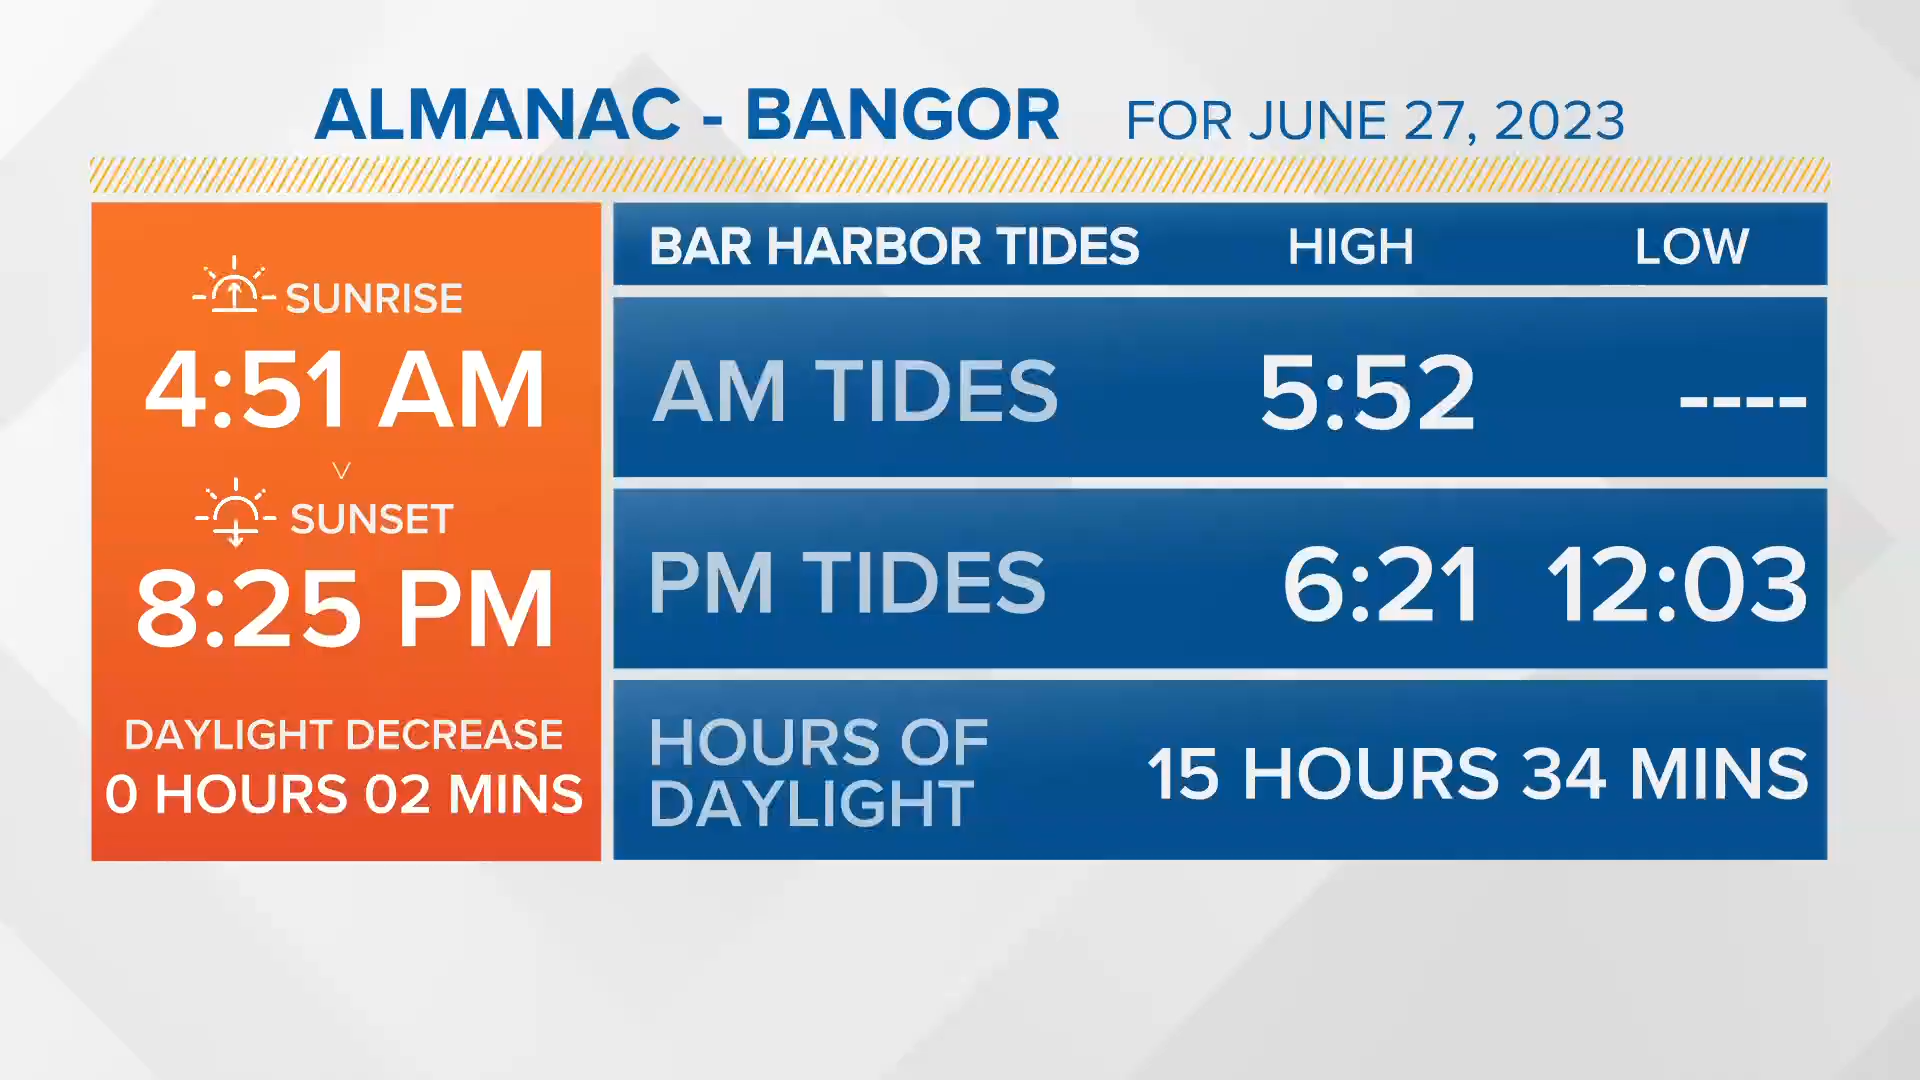 ALMANAC - BANGOR FOR JUNE 27, 2023
SUNRISE
4:51 AM
SUNSET
8:25 PM
DAYLIGHT DECREASE
0 HOURS 02 MINS
BAR HARBOR TIDES HIGH LOW
AM TIDES 5:52 ----
PM TIDES 6:21 12:03
HOURS OF
DAYLIGHT
15 HOURS 34 MINS